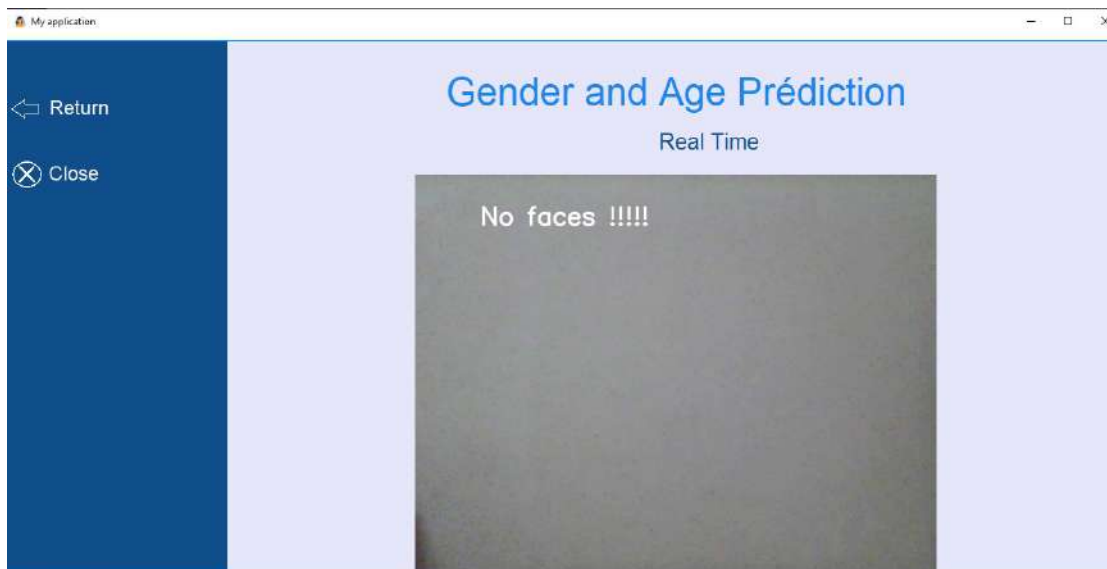 My application
Return
Close
Gender and Age Prédiction
Real Time
No faces !!!!!